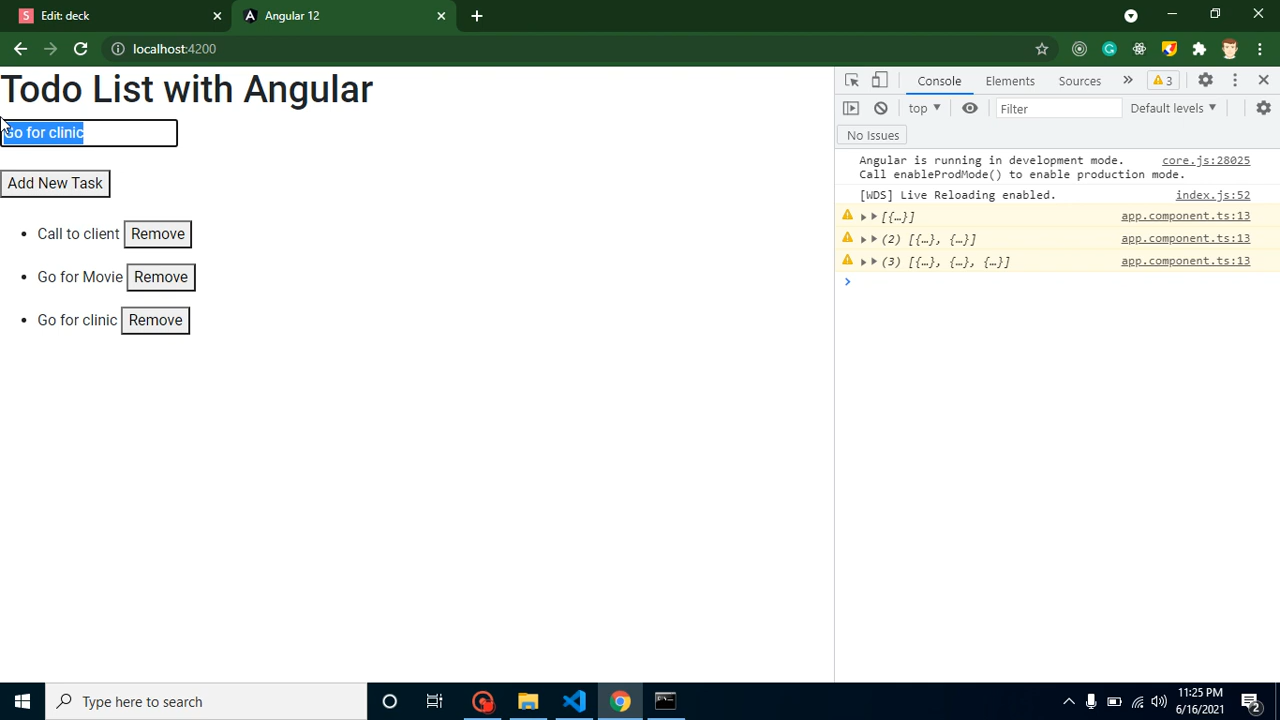 Edit: deck
Angular 12
localhost:4200
Todo List with Angular
Go for clinic
Add New Task
Call to client Remove
Go for Movie Remove
Go for clinic Remove
Console Elements Sources » 3
top Filter Default levels
No Issues
Angular is running in development mode. core.js:28025
Call enableProdMode() to enable production mode.
[WDS] Live Reloading enabled. index.js:52
[{…}] app.component.ts:13
(2) [{…}, {…}] app.component.ts:13
(3) [{…}, {…}, {…}] app.component.ts:13
Type here to search
11:25 PM
6/16/2021
2